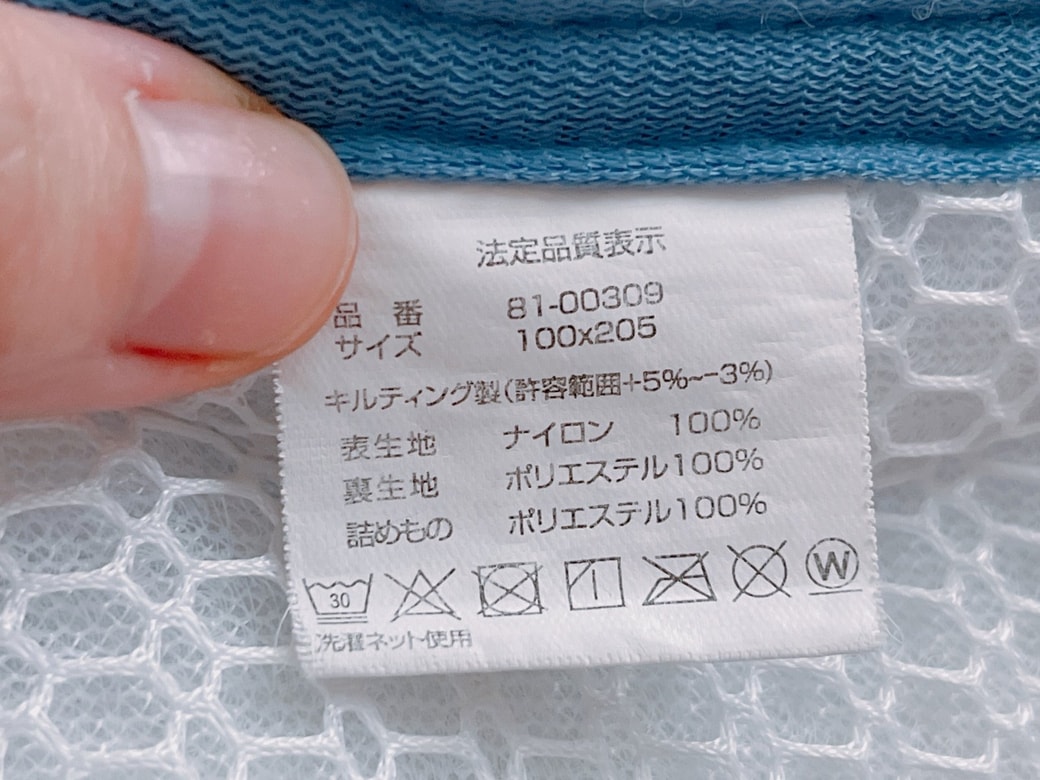 法定品質表示
品番 81-00309
サイズ 100x205
キルティング製(許容範囲+5%~-3%)
表生地 ナイロン 100%
裏生地 ポリエステル100%
詰めもの ポリエステル100%
30 W
洗濯ネット使用